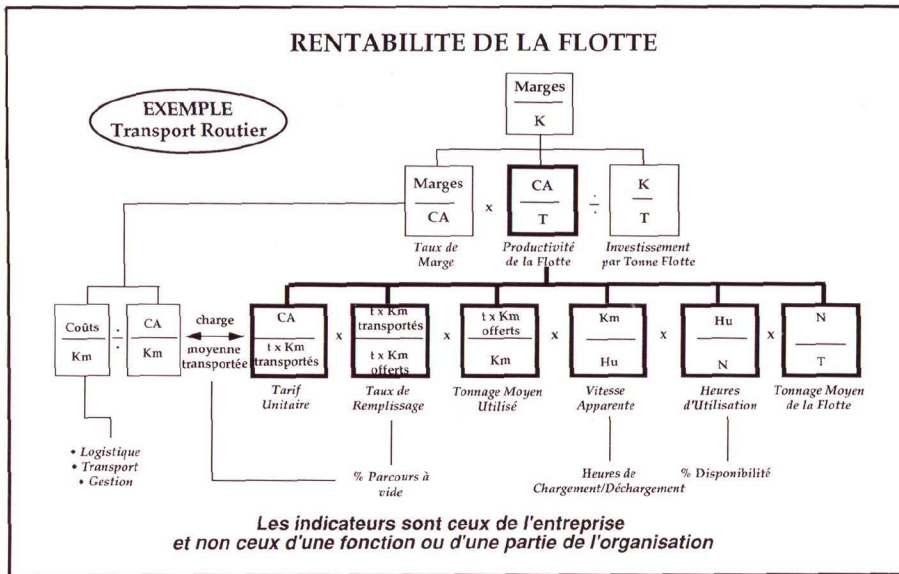 RENTABILITE DE LA FLOTTE
EXEMPLE
Transport Routier
Marges
K
Marges
CA
x
CA
T
÷
K
T
Taux de
Marge
Productivité
de la Flotte
Investissement
par Tonne Flotte
Coûts
Km
÷
CA
Km
charge
moyenne
transportée
CA
t x Km
transportés
x
t x Km
transportés
t x Km
offerts
x
t x Km
offerts
Km
x
Km
Hu
x
Hu
N
x
N
T
Tarif
Unitaire
Taux de
Remplissage
Tonnage Moyen
Utilisé
Vitesse
Apparente
Heures
d'Utilisation
Tonnage Moyen
de la Flotte
• Logistique
• Transport
• Gestion
% Parcours à
vide
Heures de
Chargement/Déchargement
% Disponibilité
Les indicateurs sont ceux de l'entreprise
et non ceux d'une fonction ou d'une partie de l'organisation